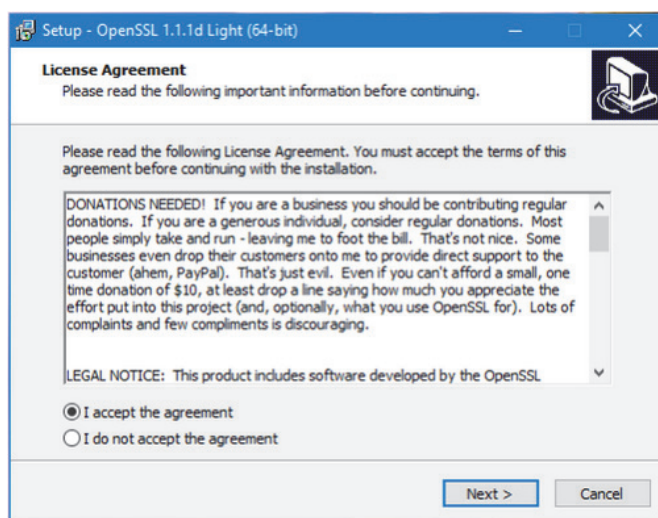 Setup - OpenSSL 1.1.1d Light (64-bit)
License Agreement
Please read the following important information before continuing.
Please read the following License Agreement. You must accept the terms of this
agreement before continuing with the installation.
DONATIONS NEEDED!  If you are a business you should be contributing regular
donations.  If you are a generous individual, consider regular donations.  Most
people simply take and run - leaving me to foot the bill.  That's not nice.  Some
businesses even drop their customers onto me to provide direct support to the
customer (ahem, PayPal).  That's just evil.  Even if you can't afford a small, one
time donation of $10, at least drop a line saying how much you appreciate the
effort put into this project (and, optionally, what you use OpenSSL for).  Lots of
complaints and few compliments is discouraging.
LEGAL NOTICE:  This product includes software developed by the OpenSSL
I accept the agreement
I do not accept the agreement
Next >
Cancel